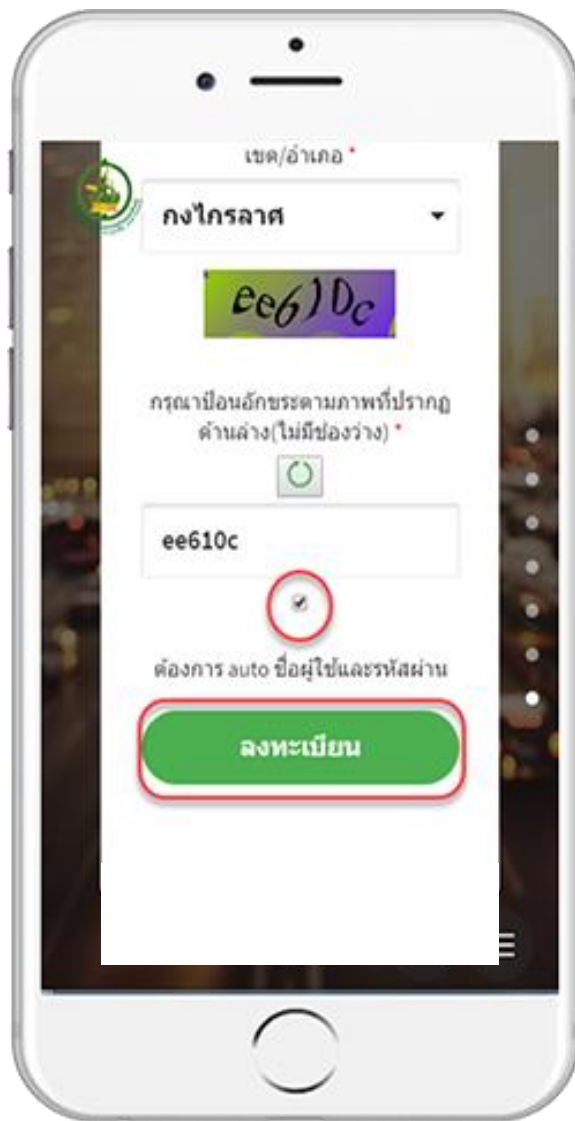 เขต/อำเภอ *
กงไกรลาศ
ee610c
กรุณาป้อนอักขระตามภาพที่ปรากฏ
ด้านล่าง(ไม่มีช่องว่าง) *
ee610c
ต้องการ auto ชื่อผู้ใช้และรหัสผ่าน
ลงทะเบียน